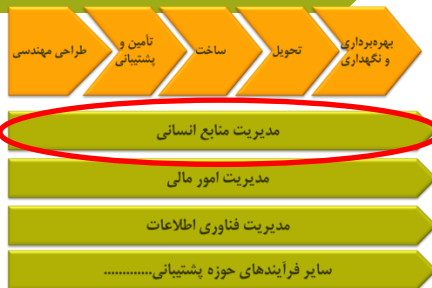 طراحی مهندسی
تأمین و
پشتیبانی
ساخت
تحویل
بهره‌برداری
و نگهداری
مدیریت منابع انسانی
مدیریت امور مالی
مدیریت فناوری اطلاعات
سایر فرآیندهای حوزه پشتیبانی.............